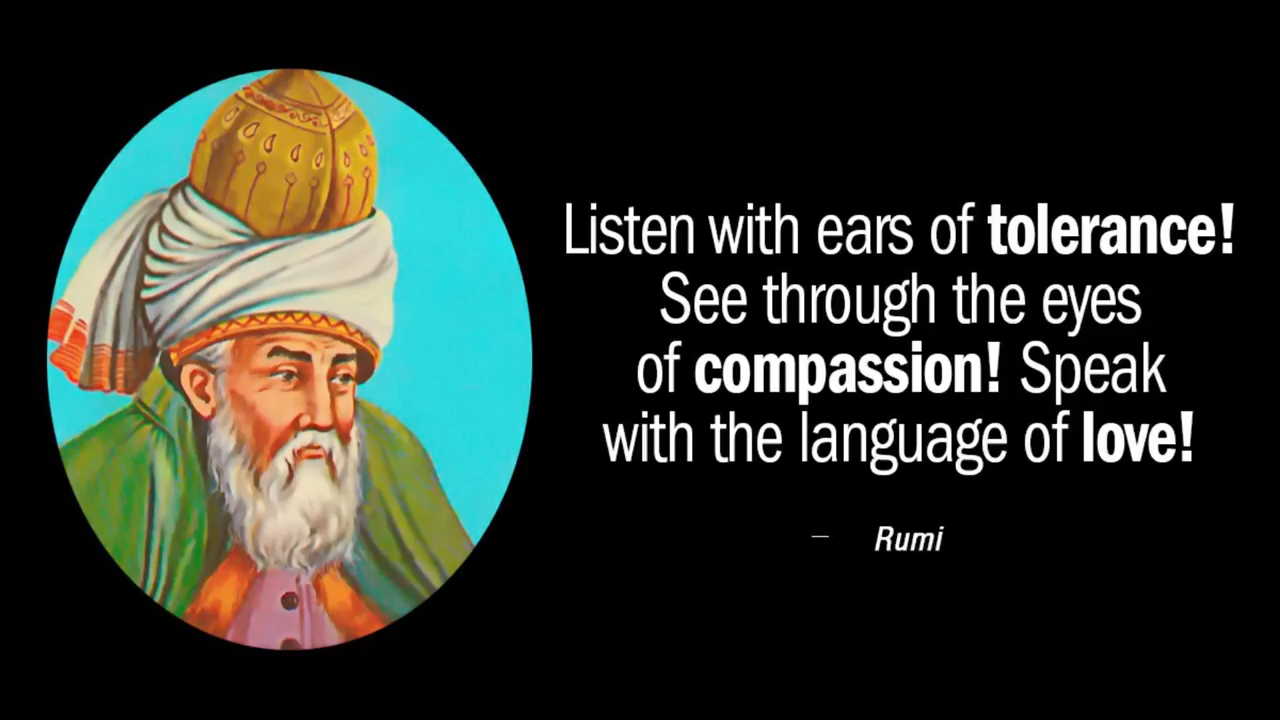 Listen with ears of tolerance!
See through the eyes
of compassion! Speak
with the language of love!
– Rumi